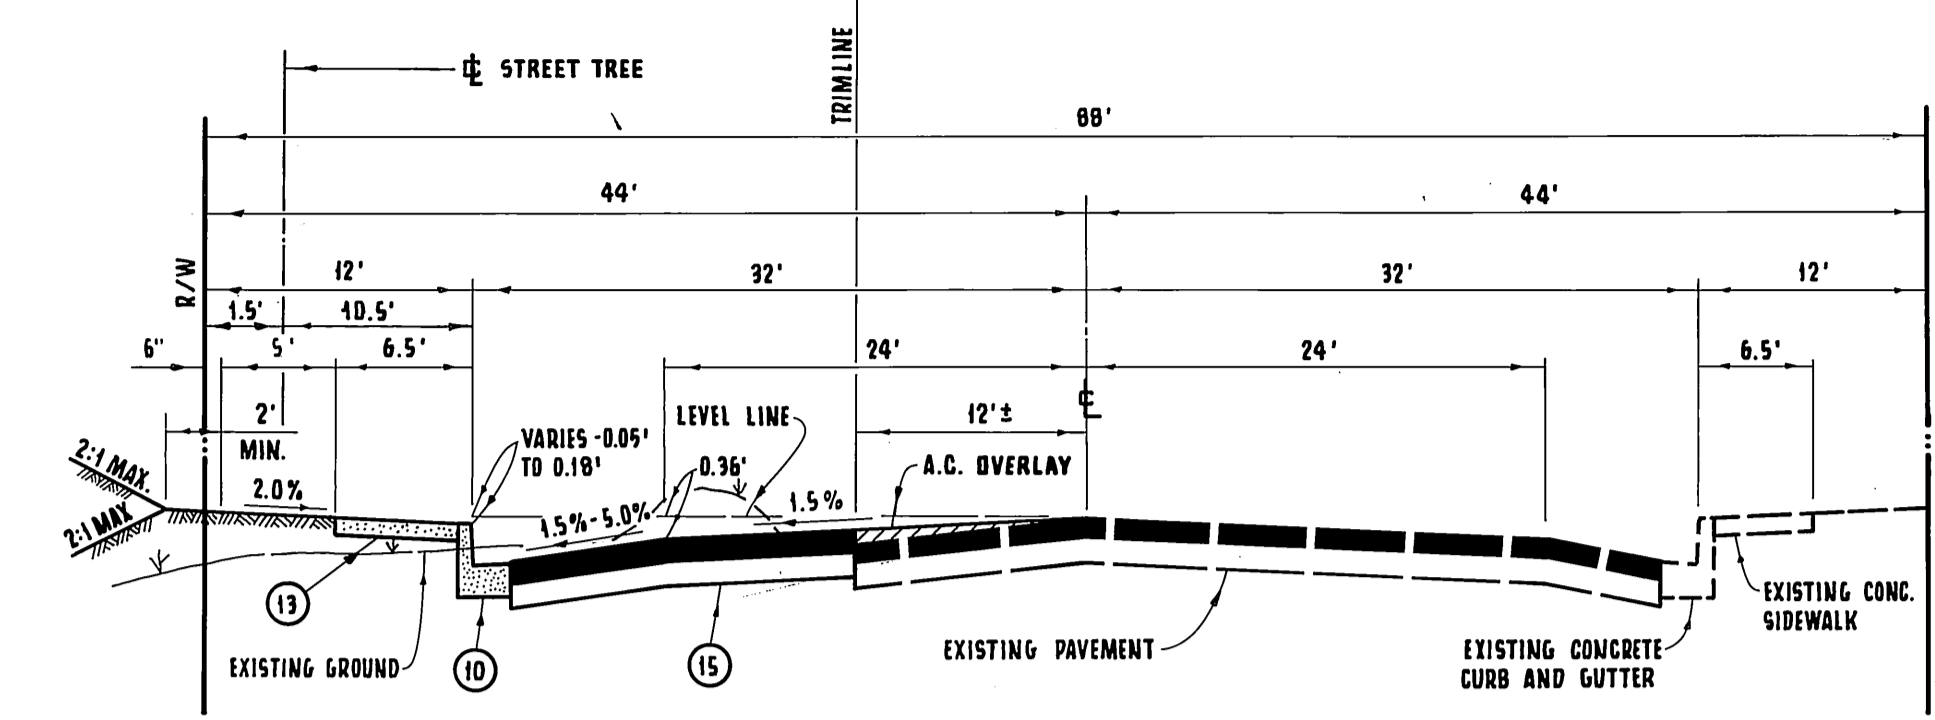 TRIMLINE
℄ STREET TREE
88'
44'
44'
R/W
12'
32'
32'
12'
1.5'
10.5'
6"
5'
6.5'
24'
24'
6.5'
2'
MIN.
12'±
℄
LEVEL LINE
VARIES -0.05'
TO 0.18'
0.36'
A.C. OVERLAY
2:1 MAX.
2:1 MAX
2.0%
1.5%-5.0%
1.5%
13
10
15
EXISTING GROUND
EXISTING PAVEMENT
EXISTING CONCRETE
CURB AND GUTTER
EXISTING CONC.
SIDEWALK